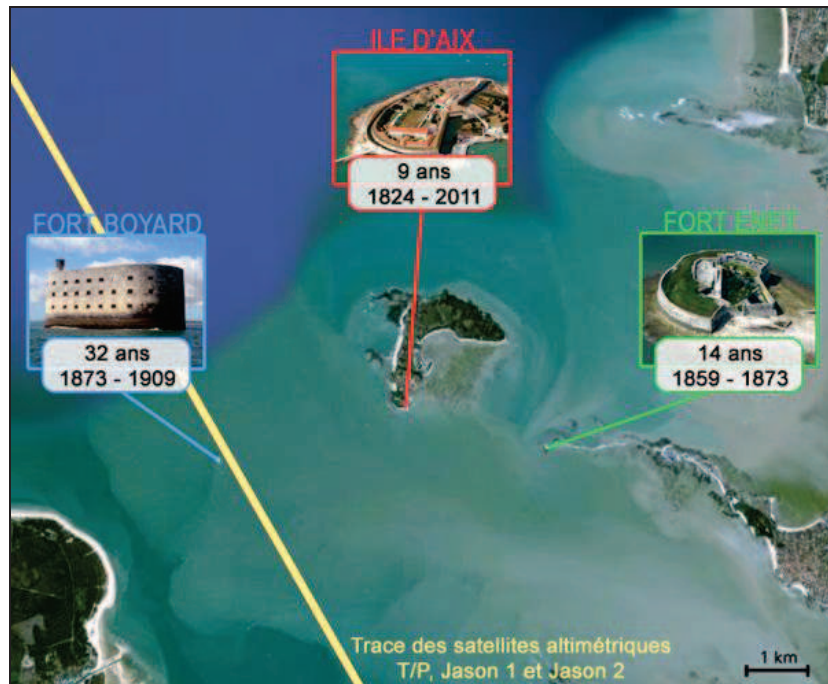 ILE D'AIX
9 ans
1824 - 2011
FORT BOYARD
32 ans
1873 - 1909
FORT ENET
14 ans
1859 - 1873
Trace des satellites altimétriques
T/P, Jason 1 et Jason 2
1 km